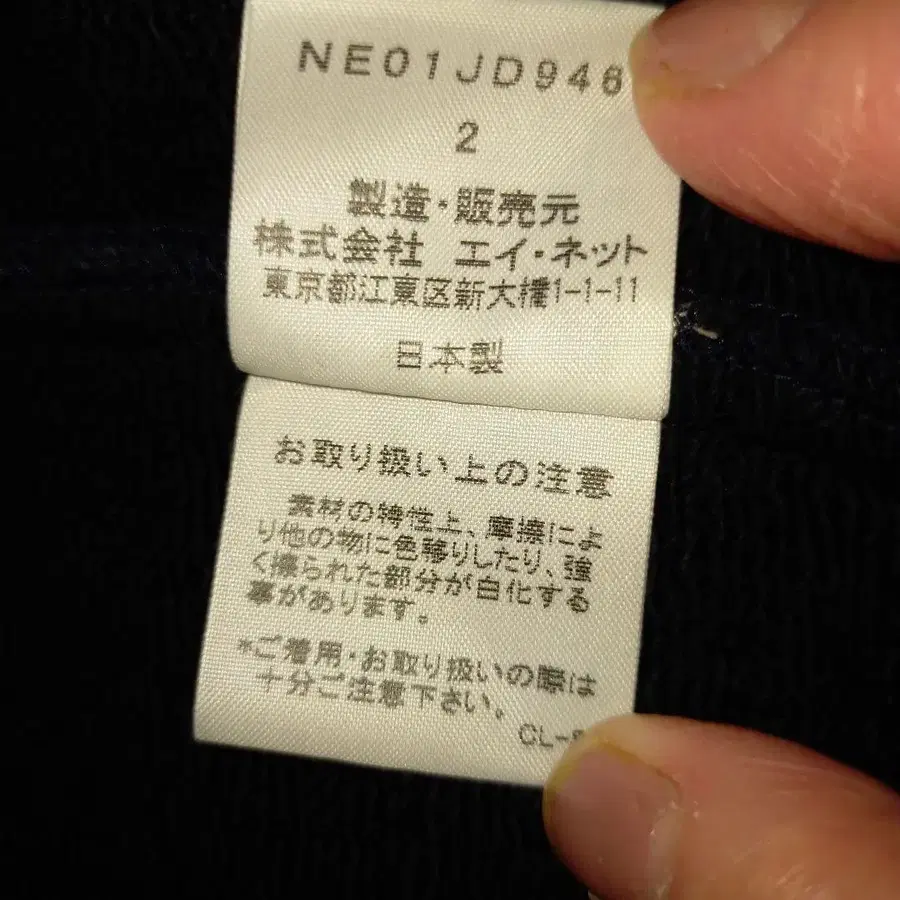 NE01JD946
2
製造・販売元
株式会社 エイ・ネット
東京都江東区新大橋1-1-11
日本製
お取り扱い上の注意
素材の特性上、摩擦によ
り他の物に色移りしたり、強
く擦られた部分が白化する
事があります。
*ご着用・お取り扱いの際は
十分ご注意下さい。
CL-